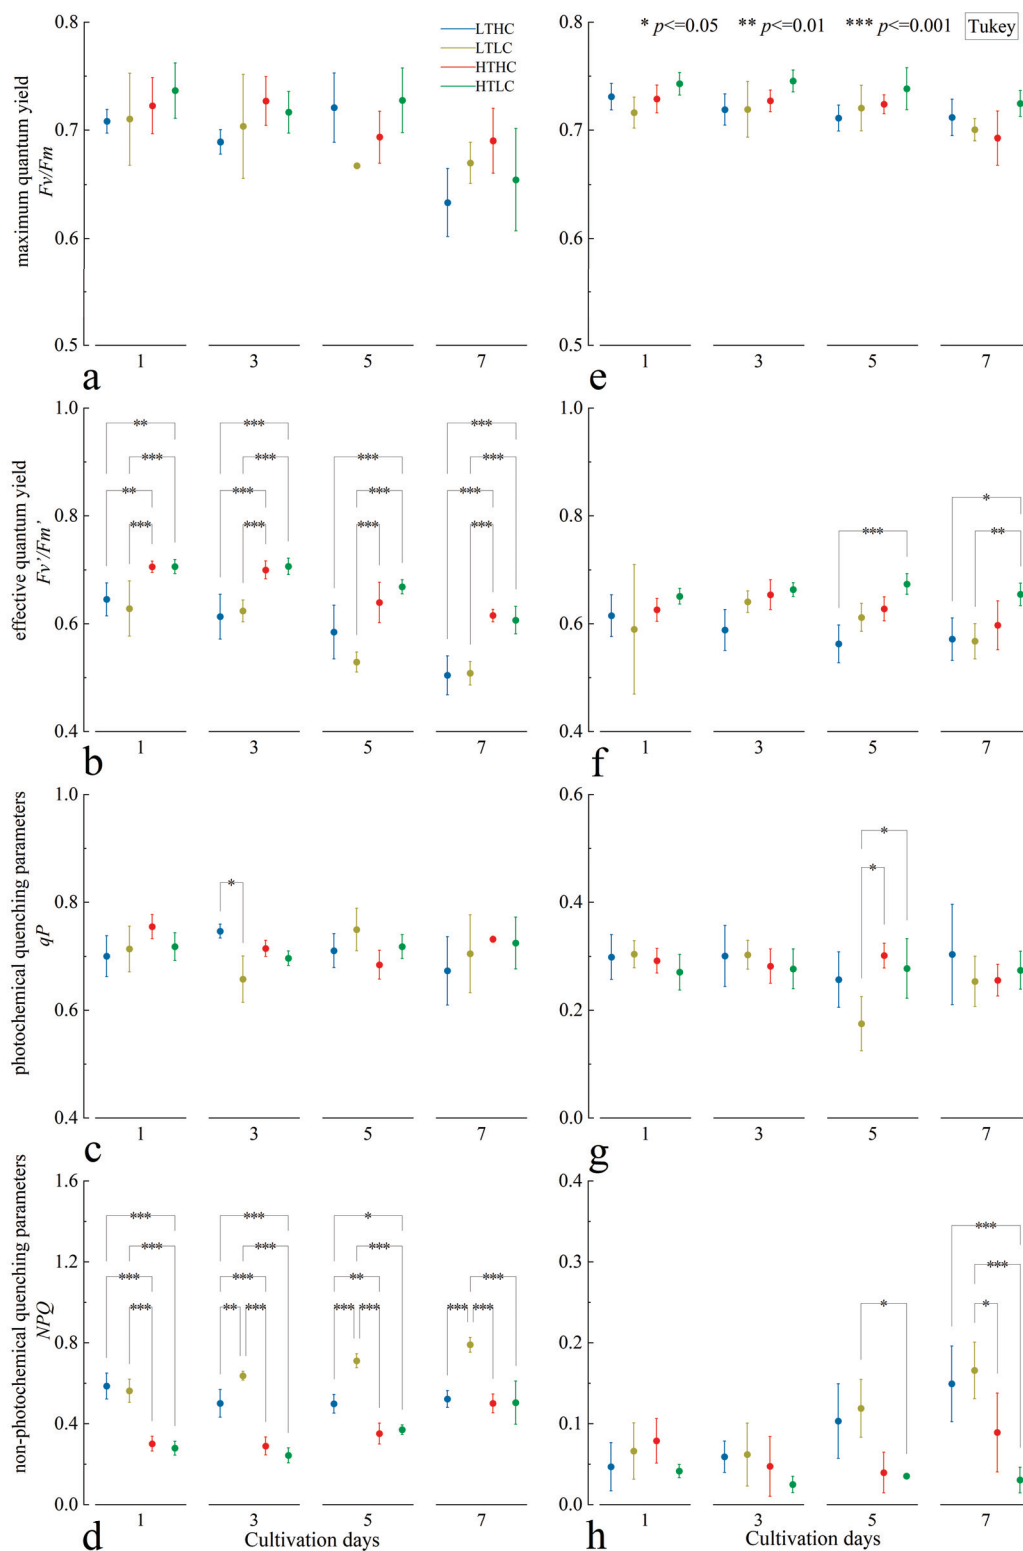 LTHC
LTLC
HTHC
HTLC
* p<=0.05 ** p<=0.01 *** p<=0.001 Tukey
maximum quantum yield
Fv/Fm
0.8
0.7
0.6
0.5
1 3 5 7
a
0.8
0.7
0.6
0.5
1 3 5 7
e
effective quantum yield
Fv'/Fm'
1.0
0.8
0.6
0.4
** *** *** ***
*** *** *** ***
** *** ***
*** *** *** ***
1 3 5 7
b
1.0
0.8
0.6
0.4
*
*** **
1 3 5 7
f
photochemical quenching parameters
qP
1.0
0.8
0.6
0.4
*
1 3 5 7
c
0.6
0.4
0.2
0.0
*
*
1 3 5 7
g
non-photochemical quenching parameters
NPQ
1.6
1.2
0.8
0.4
0.0
*** *** *
*** *** *** ***
*** *** **
*** ** *** *** *** *** ***
1 3 5 7
d
Cultivation days
0.4
0.3
0.2
0.1
0.0
***
***
* *
1 3 5 7
h
Cultivation days